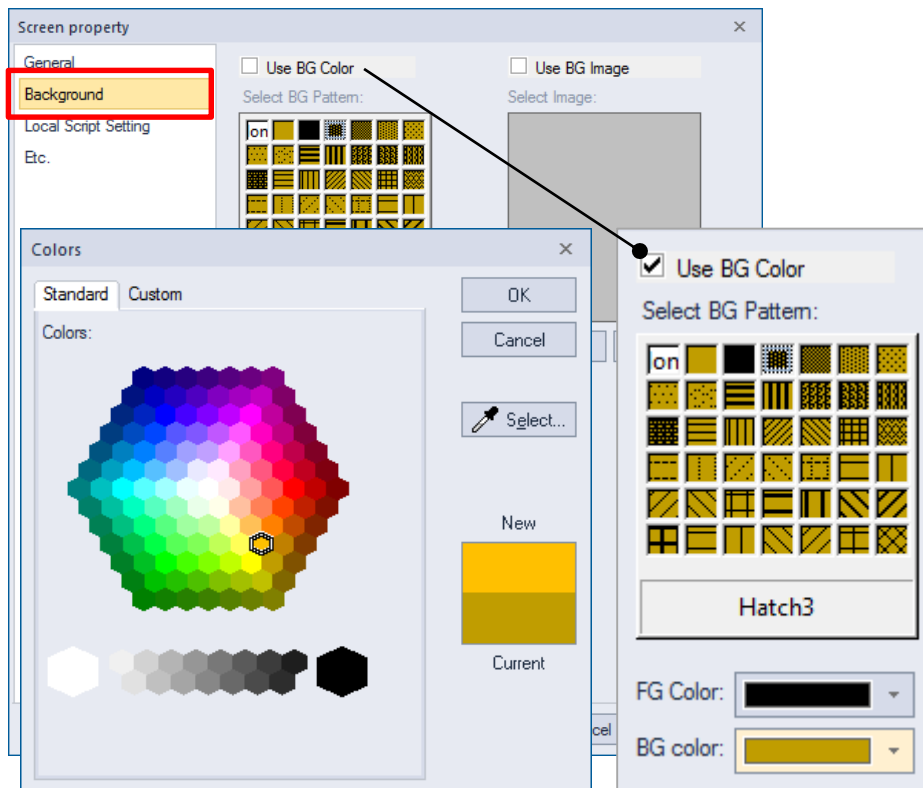 Screen property
General
Background
Local Script Setting
Etc.
Use BG Color
Use BG Image
Select BG Pattern:
Select Image:
on
Colors
Standard
Custom
Colors:
OK
Cancel
Select...
New
Current
cel
Use BG Color
Select BG Pattern:
on
Hatch3
FG Color:
BG color: